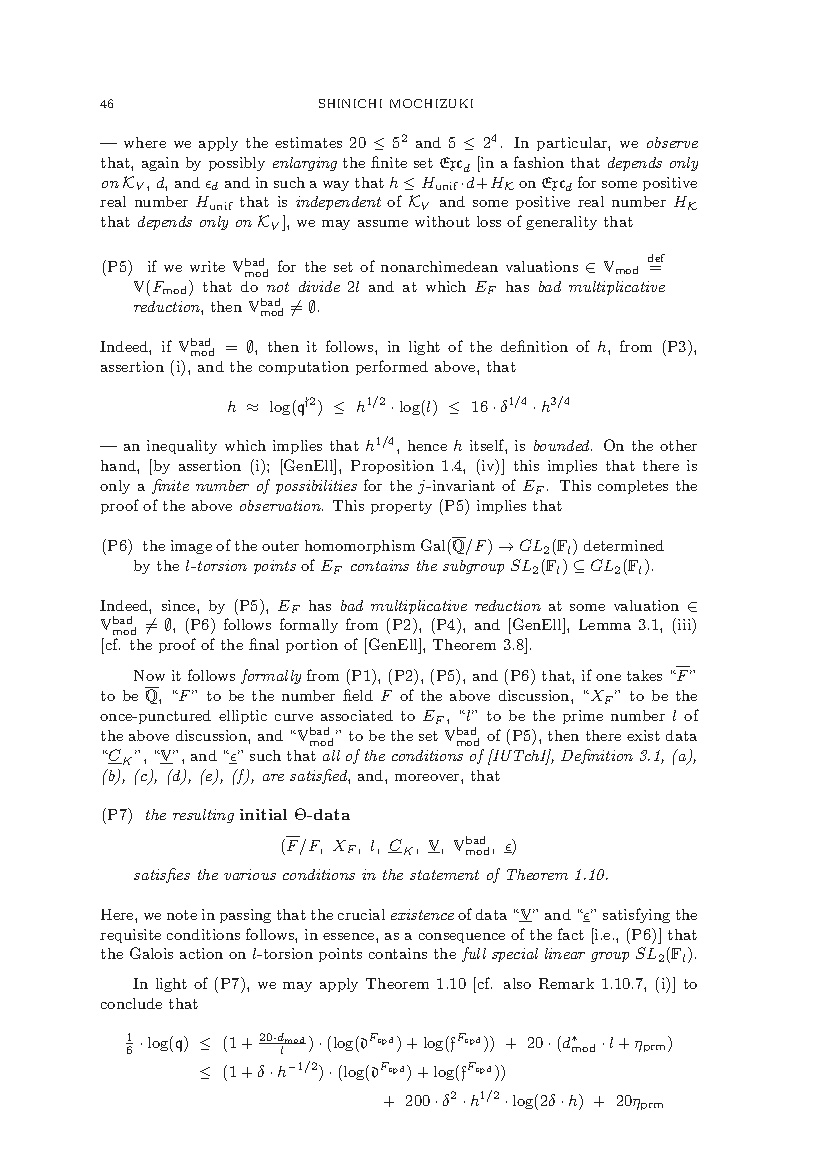 46 SHINICHI MOCHIZUKI
— where we apply the estimates 20 ≤ 5² and 5 ≤ 2⁴. In particular, we observe
that, again by possibly enlarging the finite set 𝔈𝔵𝔠_d [in a fashion that depends only
on 𝒦_V, d, and ϵ_d and in such a way that h ≤ H_unif · d + H_𝒦 on 𝔈𝔵𝔠_d for some positive
real number H_unif that is independent of 𝒦_V and some positive real number H_𝒦
that depends only on 𝒦_V], we may assume without loss of generality that
(P5) if we write 𝕍^bad_mod for the set of nonarchimedean valuations ∈ 𝕍_mod =^def
𝕍(F_mod) that do not divide 2l and at which E_F has bad multiplicative
reduction, then 𝕍^bad_mod ≠ ∅.
Indeed, if 𝕍^bad_mod = ∅, then it follows, in light of the definition of h, from (P3),
assertion (i), and the computation performed above, that
h ≈ log(𝔮^∤2) ≤ h^{1/2} · log(l) ≤ 16 · δ^{1/4} · h^{3/4}
— an inequality which implies that h^{1/4}, hence h itself, is bounded. On the other
hand, [by assertion (i); [GenEll], Proposition 1.4, (iv)] this implies that there is
only a finite number of possibilities for the j-invariant of E_F. This completes the
proof of the above observation. This property (P5) implies that
(P6) the image of the outer homomorphism Gal(ℚ̅/F) → GL₂(𝔽_l) determined
by the l-torsion points of E_F contains the subgroup SL₂(𝔽_l) ⊆ GL₂(𝔽_l).
Indeed, since, by (P5), E_F has bad multiplicative reduction at some valuation ∈
𝕍^bad_mod ≠ ∅, (P6) follows formally from (P2), (P4), and [GenEll], Lemma 3.1, (iii)
[cf. the proof of the final portion of [GenEll], Theorem 3.8].
Now it follows formally from (P1), (P2), (P5), and (P6) that, if one takes “F̅”
to be ℚ̅, “F” to be the number field F of the above discussion, “X_F” to be the
once-punctured elliptic curve associated to E_F, “l” to be the prime number l of
the above discussion, and “𝕍^bad_mod” to be the set 𝕍^bad_mod of (P5), then there exist data
“C̲_K”, “𝕍̲”, and “ϵ̲” such that all of the conditions of [IUTchI], Definition 3.1, (a),
(b), (c), (d), (e), (f), are satisfied, and, moreover, that
(P7) the resulting initial Θ-data
(F̅/F, X_F, l, C̲_K, 𝕍̲, 𝕍^bad_mod, ϵ̲)
satisfies the various conditions in the statement of Theorem 1.10.
Here, we note in passing that the crucial existence of data “𝕍̲” and “ϵ̲” satisfying the
requisite conditions follows, in essence, as a consequence of the fact [i.e., (P6)] that
the Galois action on l-torsion points contains the full special linear group SL₂(𝔽_l).
In light of (P7), we may apply Theorem 1.10 [cf. also Remark 1.10.7, (i)] to
conclude that
1/6 · log(𝔮) ≤ (1 + 20·d_mod/l) · (log(𝔡^{F_tpd}) + log(𝔣^{F_tpd})) + 20 · (d*_mod · l + η_prm)
≤ (1 + δ · h^{−1/2}) · (log(𝔡^{F_tpd}) + log(𝔣^{F_tpd}))
+ 200 · δ² · h^{1/2} · log(2δ · h) + 20η_prm